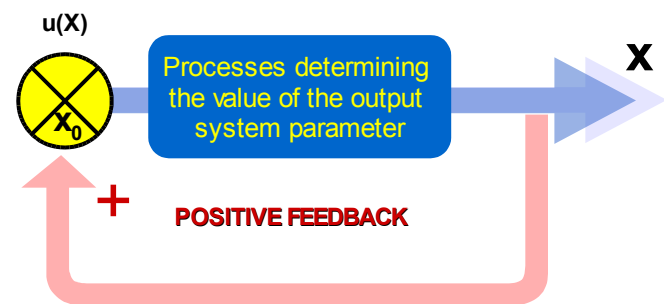 u(X)
Processes determining
the value of the output
system parameter
X
X₀
+
POSITIVE FEEDBACK